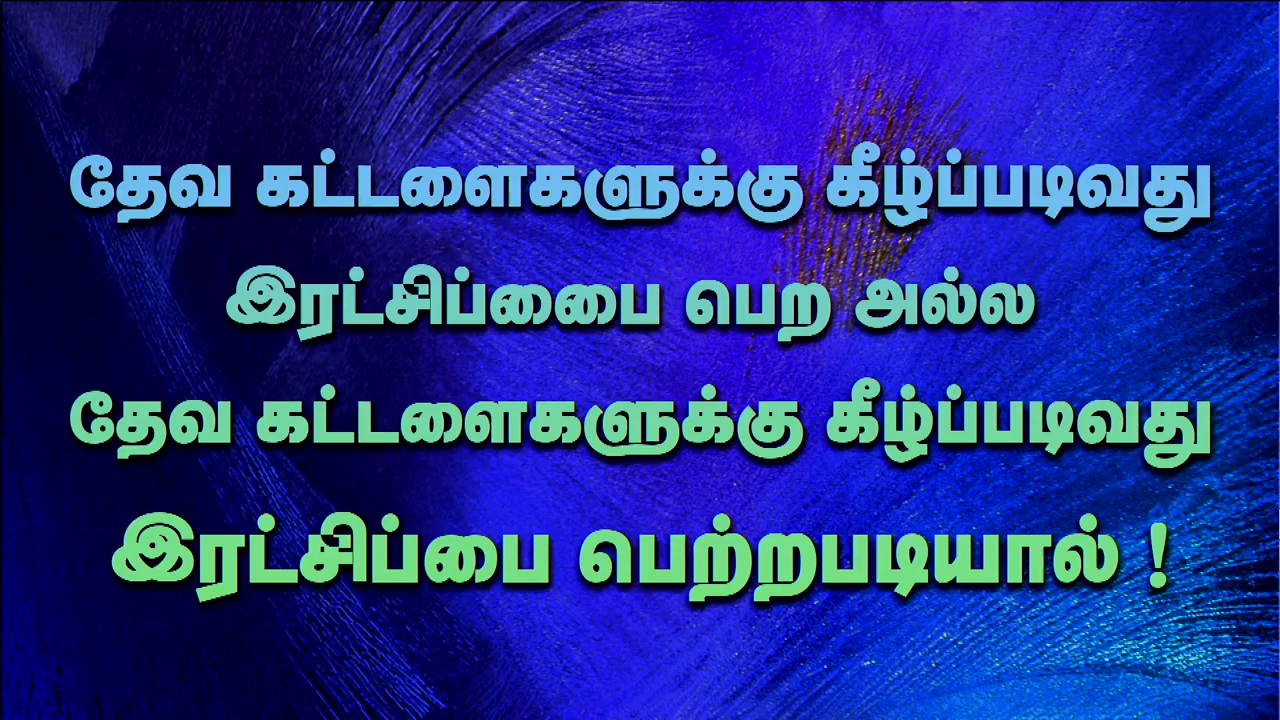 தேவ கட்டளைகளுக்கு கீழ்ப்படிவது
இரட்சிப்பைபை பெற அல்ல
தேவ கட்டளைகளுக்கு கீழ்ப்படிவது
இரட்சிப்பை பெற்றபடியால் !